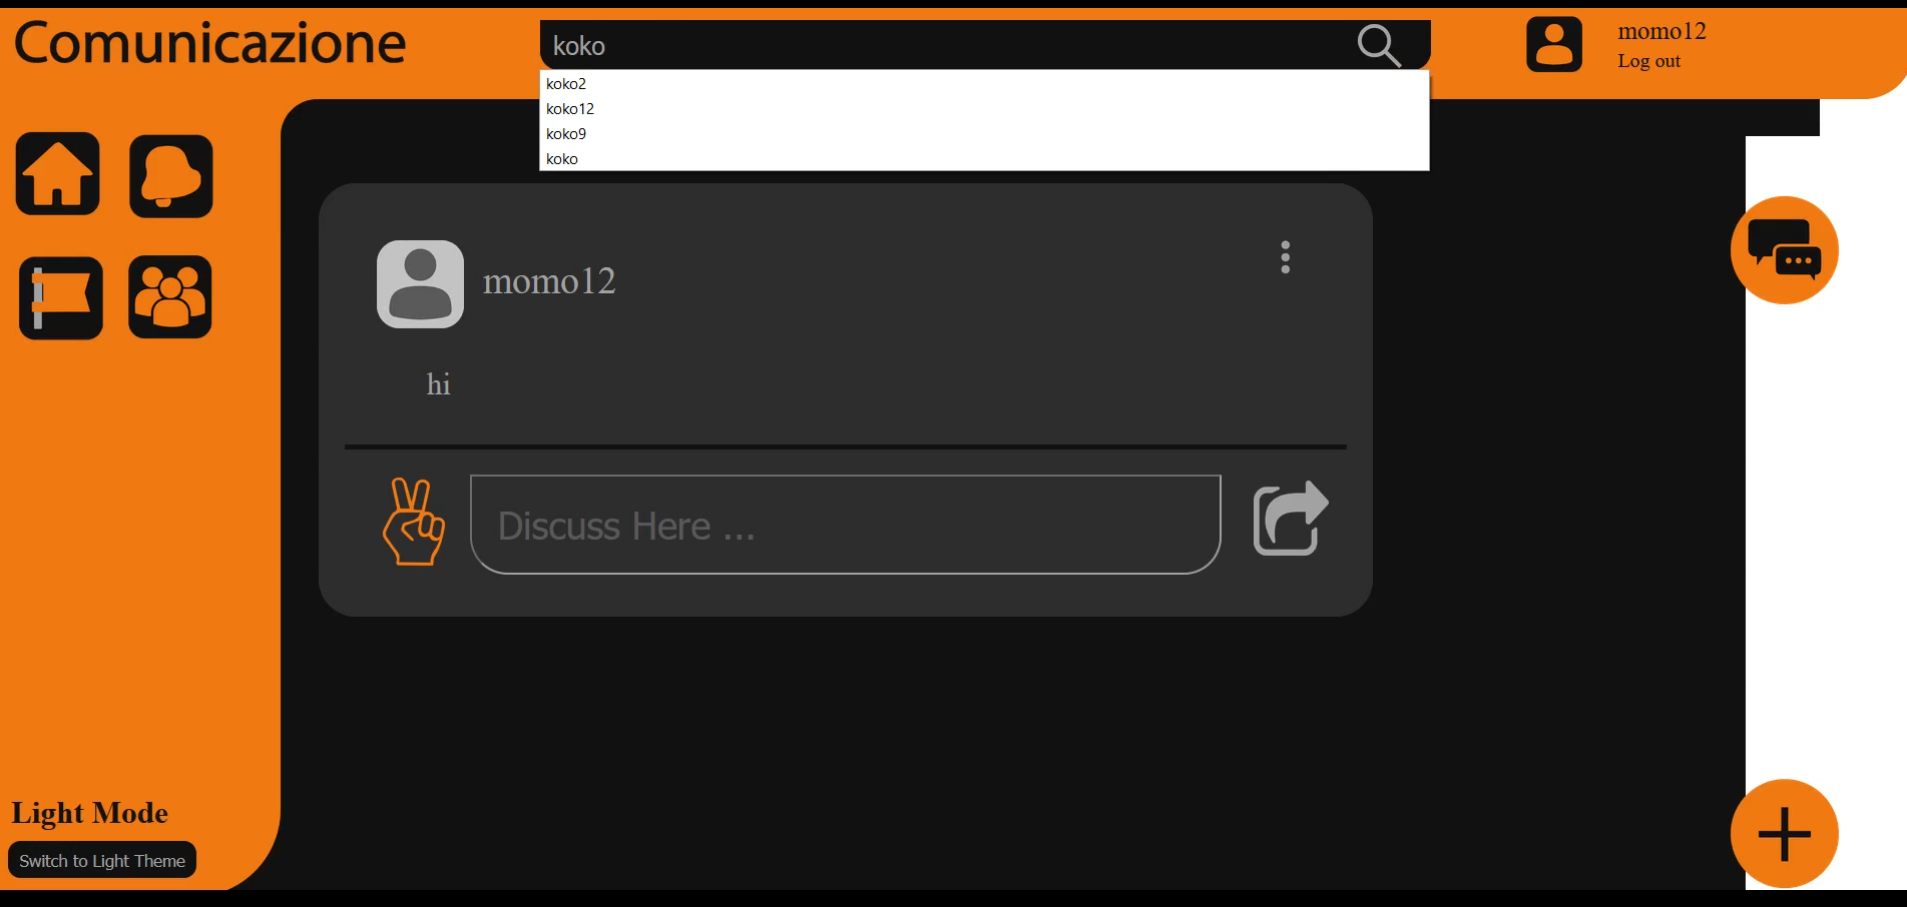 Comunicazione
koko
momo12
Log out
koko2
koko12
koko9
koko
momo12
hi
Discuss Here ...
Light Mode
Switch to Light Theme